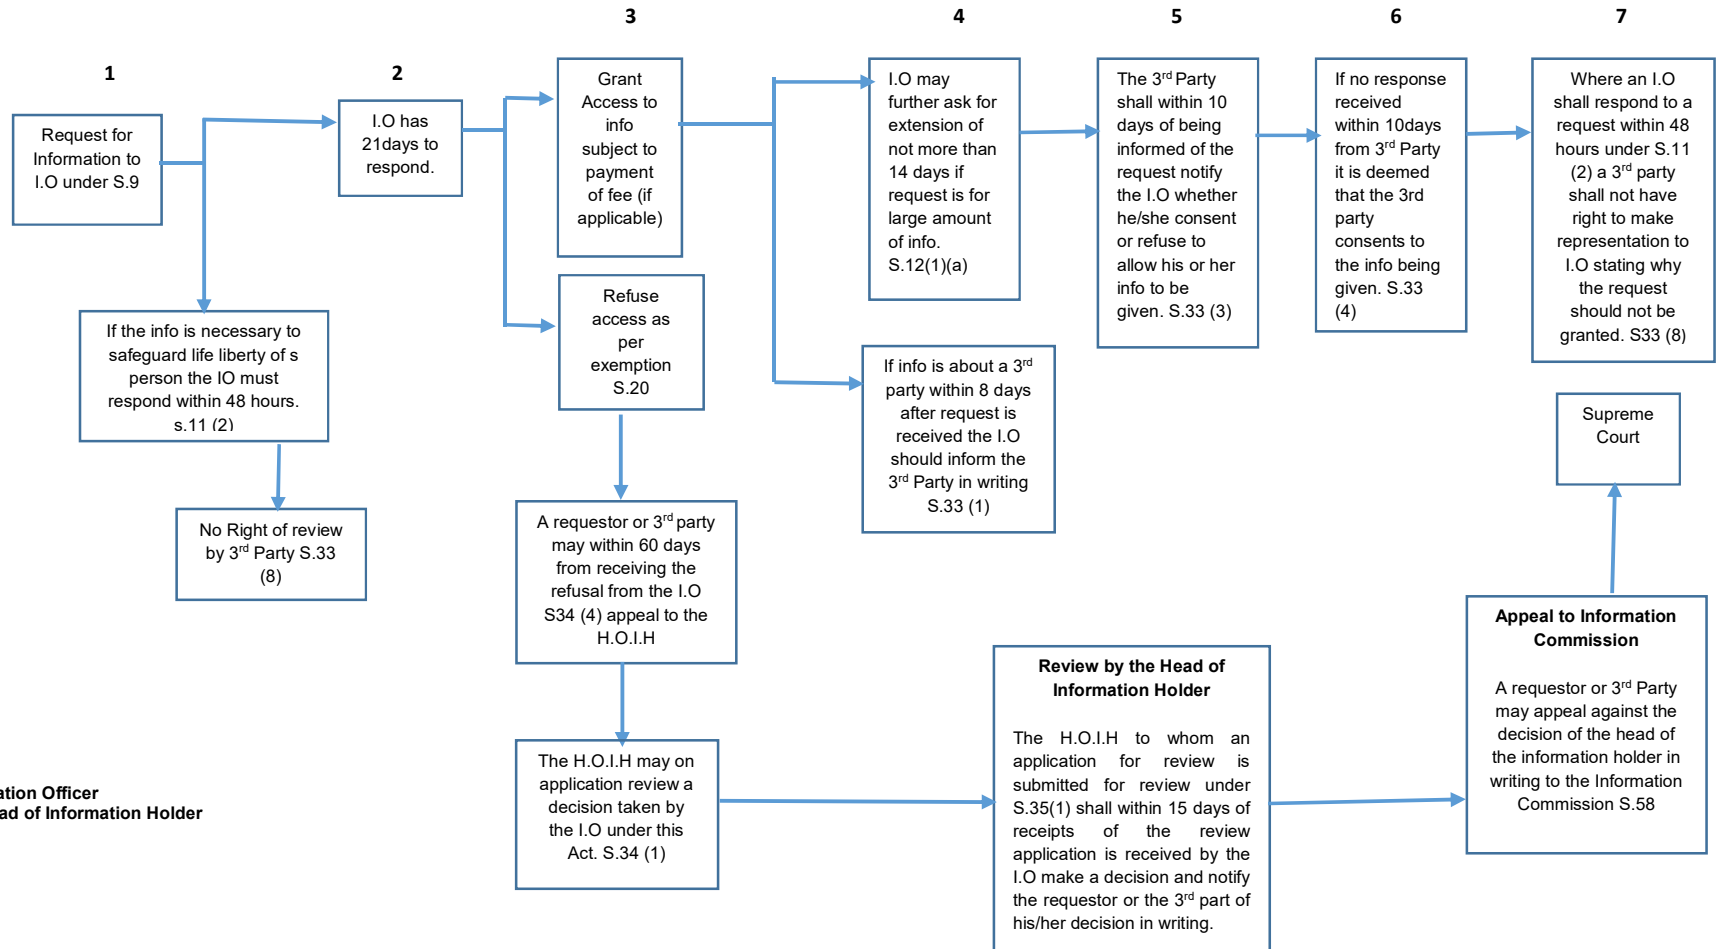 1
Request for
Information to
I.O under S.9
If the info is necessary to
safeguard life liberty of s
person the IO must
respond within 48 hours.
s.11 (2)
No Right of review
by 3rd Party S.33
(8)
2
I.O has
21days to
respond.
3
Grant
Access to
info
subject to
payment
of fee (if
applicable)
Refuse
access as
per
exemption
S.20
A requestor or 3rd party
may within 60 days
from receiving the
refusal from the I.O
S34 (4) appeal to the
H.O.I.H
The H.O.I.H may on
application review a
decision taken by
the I.O under this
Act. S.34 (1)
4
I.O may
further ask for
extension of
not more than
14 days if
request is for
large amount
of info.
S.12(1)(a)
If info is about a 3rd
party within 8 days
after request is
received the I.O
should inform the
3rd Party in writing
S.33 (1)
5
The 3rd Party
shall within 10
days of being
informed of the
request notify
the I.O whether
he/she consent
or refuse to
allow his or her
info to be
given. S.33 (3)
6
If no response
received
within 10days
from 3rd Party
it is deemed
that the 3rd
party
consents to
the info being
given. S.33
(4)
7
Where an I.O
shall respond to a
request within 48
hours under S.11
(2) a 3rd party
shall not have
right to make
representation to
I.O stating why
the request
should not be
granted. S33 (8)
Supreme
Court
Review by the Head of
Information Holder
The H.O.I.H to whom an
application for review is
submitted for review under
S.35(1) shall within 15 days of
receipts of the review
application is received by the
I.O make a decision and notify
the requestor or the 3rd part of
his/her decision in writing.
Appeal to Information
Commission
A requestor or 3rd Party
may appeal against the
decision of the head of
the information holder in
writing to the Information
Commission S.58
ation Officer
ad of Information Holder